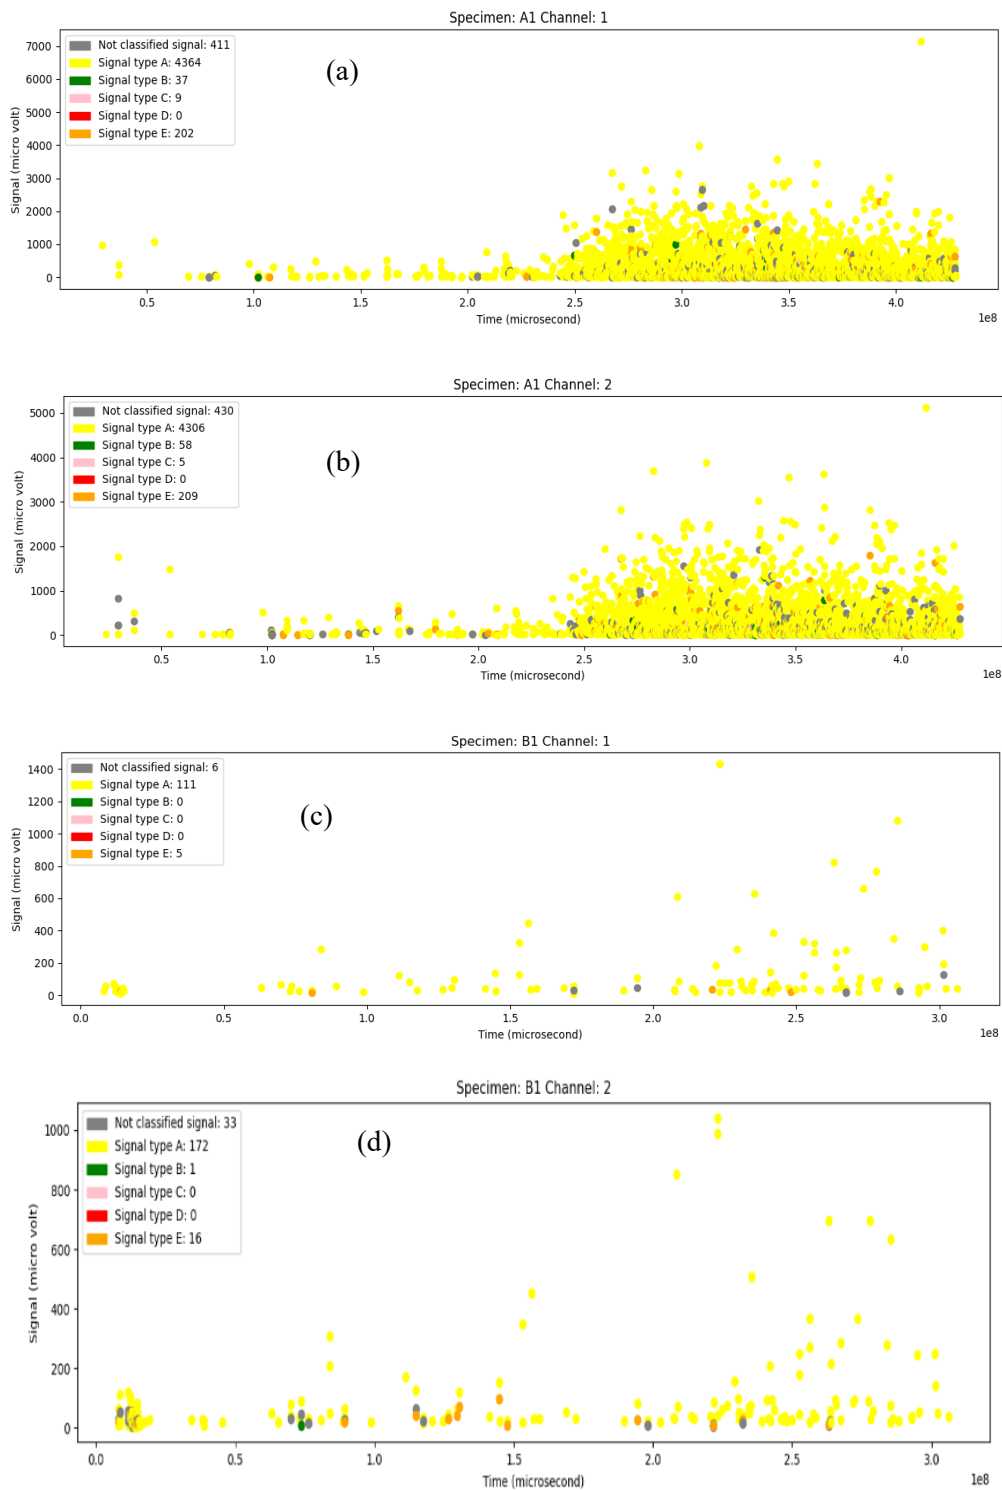 Specimen: A1 Channel: 1
7000
6000
5000
4000
3000
2000
1000
0
Signal (micro volt)
Not classified signal: 411
Signal type A: 4364
Signal type B: 37
Signal type C: 9
Signal type D: 0
Signal type E: 202
(a)
0.5 1.0 1.5 2.0 2.5 3.0 3.5 4.0
1e8
Time (microsecond)
Specimen: A1 Channel: 2
5000
4000
3000
2000
1000
0
Signal (micro volt)
Not classified signal: 430
Signal type A: 4306
Signal type B: 58
Signal type C: 5
Signal type D: 0
Signal type E: 209
(b)
0.5 1.0 1.5 2.0 2.5 3.0 3.5 4.0
1e8
Time (microsecond)
Specimen: B1 Channel: 1
1400
1200
1000
800
600
400
200
0
Signal (micro volt)
Not classified signal: 6
Signal type A: 111
Signal type B: 0
Signal type C: 0
Signal type D: 0
Signal type E: 5
(c)
0.0 0.5 1.0 1.5 2.0 2.5 3.0
1e8
Time (microsecond)
Specimen: B1 Channel: 2
1000
800
600
400
200
0
Signal (micro volt)
Not classified signal: 33
Signal type A: 172
Signal type B: 1
Signal type C: 0
Signal type D: 0
Signal type E: 16
(d)
0.0 0.5 1.0 1.5 2.0 2.5 3.0
1e8
Time (microsecond)